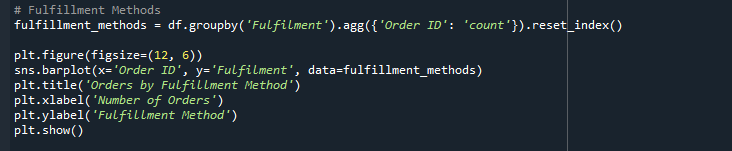 # Fulfillment Methods
fulfillment_methods = df.groupby('Fulfilment').agg({'Order ID': 'count'}).reset_index()
plt.figure(figsize=(12, 6))
sns.barplot(x='Order ID', y='Fulfilment', data=fulfillment_methods)
plt.title('Orders by Fulfillment Method')
plt.xlabel('Number of Orders')
plt.ylabel('Fulfillment Method')
plt.show()